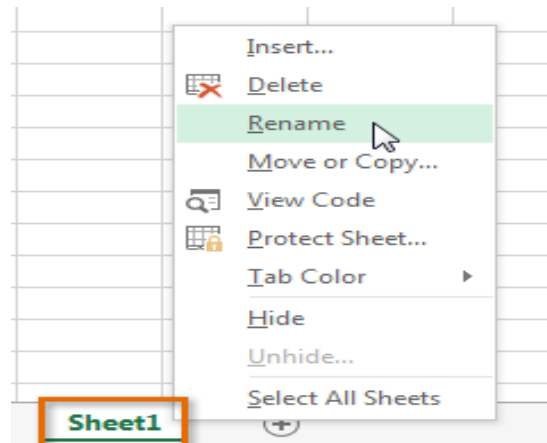 Insert...
Delete
Rename
Move or Copy...
View Code
Protect Sheet...
Tab Color
Hide
Unhide...
Select All Sheets
Sheet1